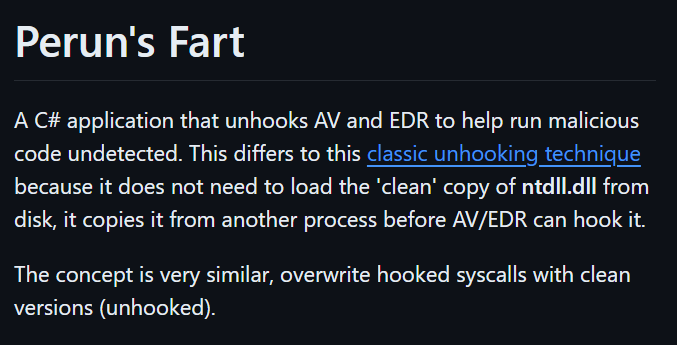 Perun's Fart
A C# application that unhooks AV and EDR to help run malicious
code undetected. This differs to this classic unhooking technique
because it does not need to load the 'clean' copy of ntdll.dll from
disk, it copies it from another process before AV/EDR can hook it.
The concept is very similar, overwrite hooked syscalls with clean
versions (unhooked).